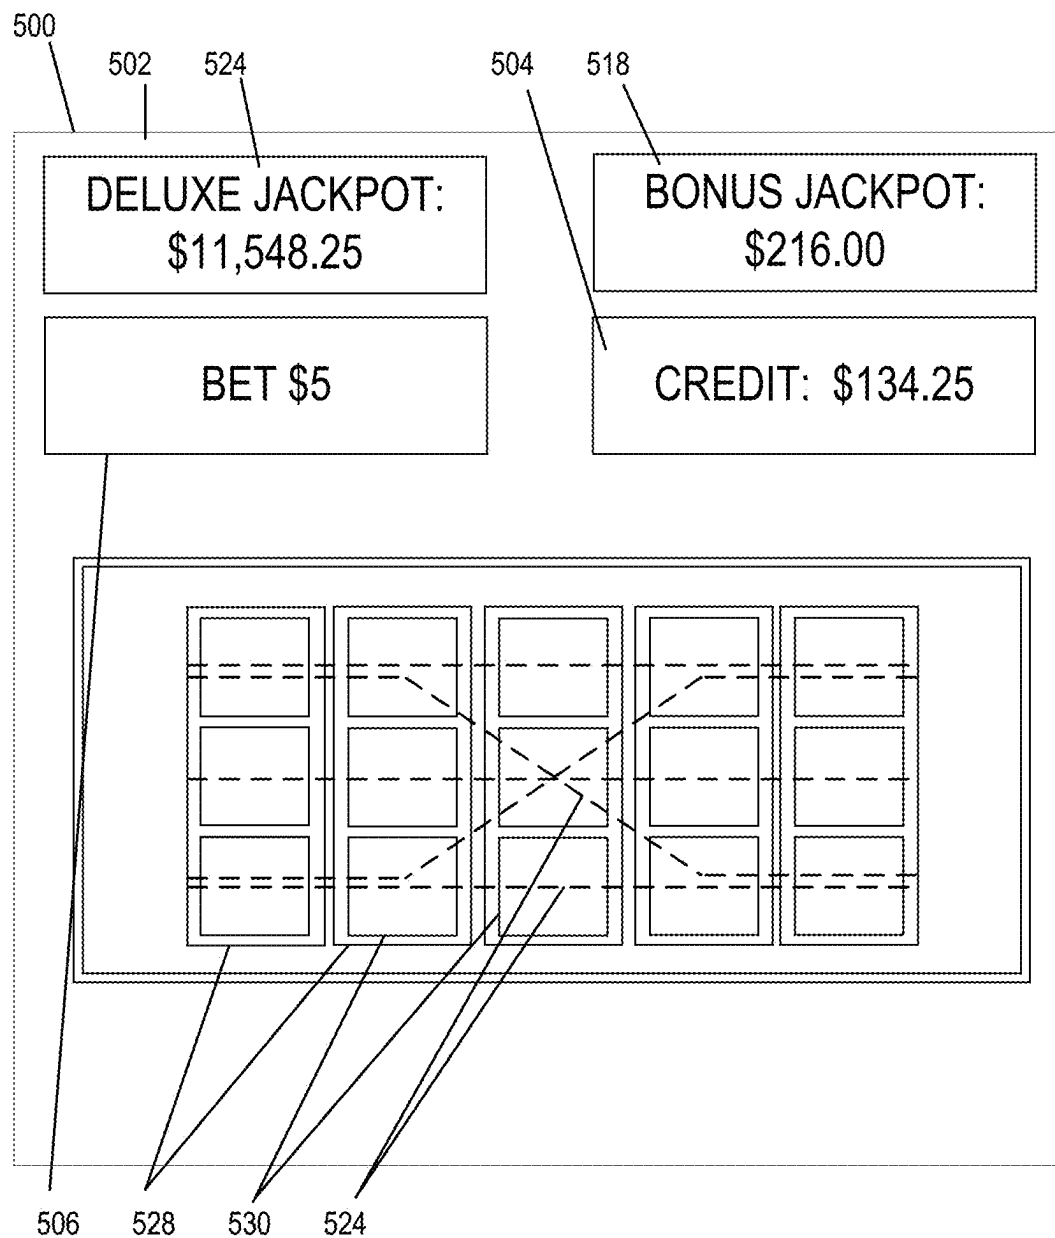 500
502 524 504 518
DELUXE JACKPOT:
$11,548.25
BONUS JACKPOT:
$216.00
BET $5
CREDIT: $134.25
506 528 530 524